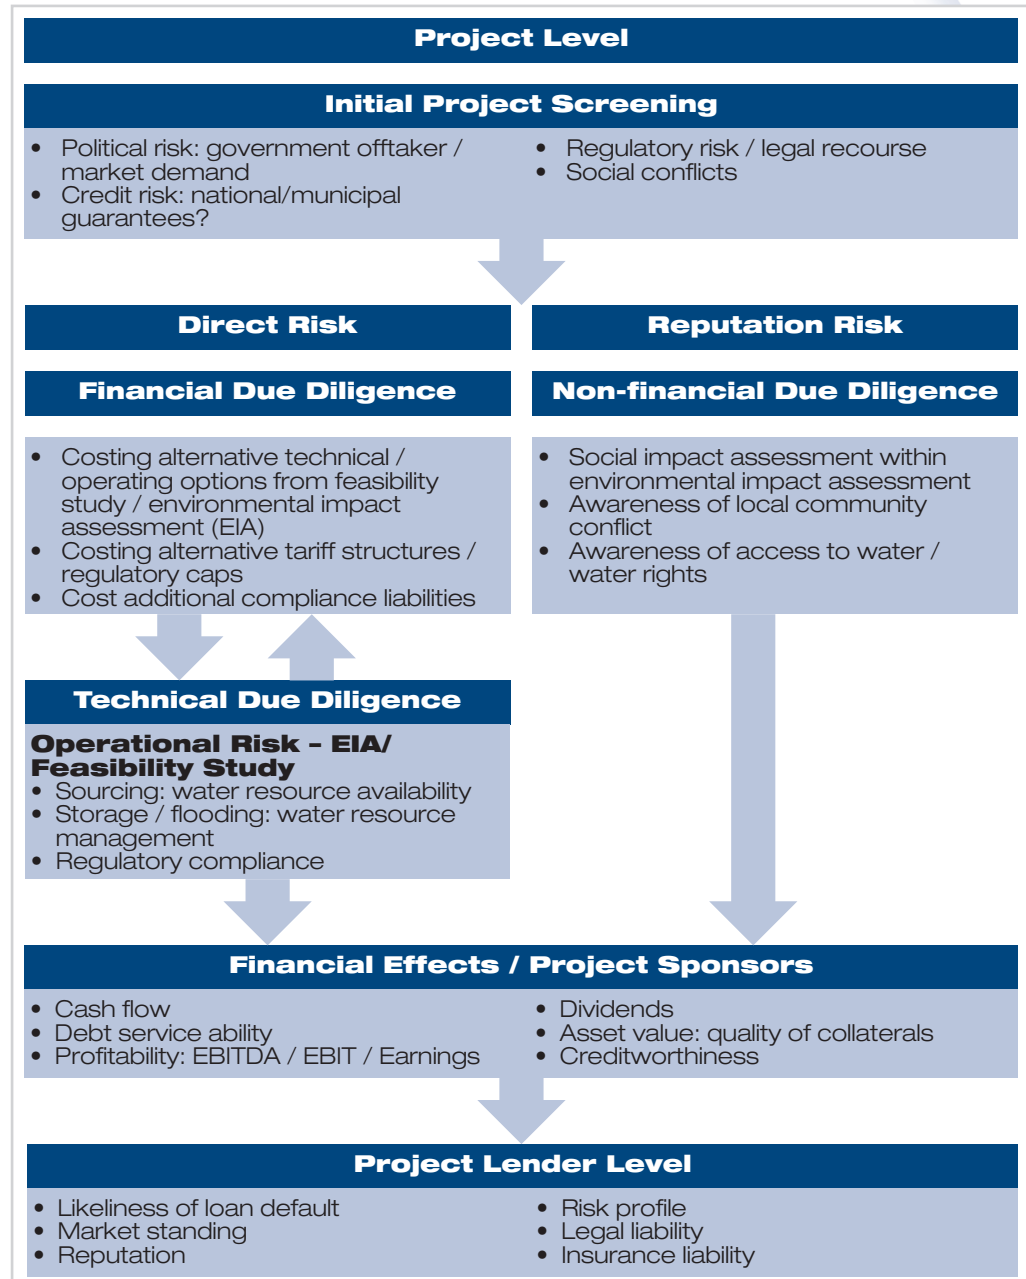 Project Level
Initial Project Screening
• Political risk: government offtaker /
market demand
• Credit risk: national/municipal
guarantees?
• Regulatory risk / legal recourse
• Social conflicts
Direct Risk
Financial Due Diligence
• Costing alternative technical /
operating options from feasibility
study / environmental impact
assessment (EIA)
• Costing alternative tariff structures /
regulatory caps
• Cost additional compliance liabilities
Technical Due Diligence
Operational Risk – EIA/
Feasibility Study
• Sourcing: water resource availability
• Storage / flooding: water resource
management
• Regulatory compliance
Reputation Risk
Non-financial Due Diligence
• Social impact assessment within
environmental impact assessment
• Awareness of local community
conflict
• Awareness of access to water /
water rights
Financial Effects / Project Sponsors
• Cash flow
• Debt service ability
• Profitability: EBITDA / EBIT / Earnings
• Dividends
• Asset value: quality of collaterals
• Creditworthiness
Project Lender Level
• Likeliness of loan default
• Market standing
• Reputation
• Risk profile
• Legal liability
• Insurance liability